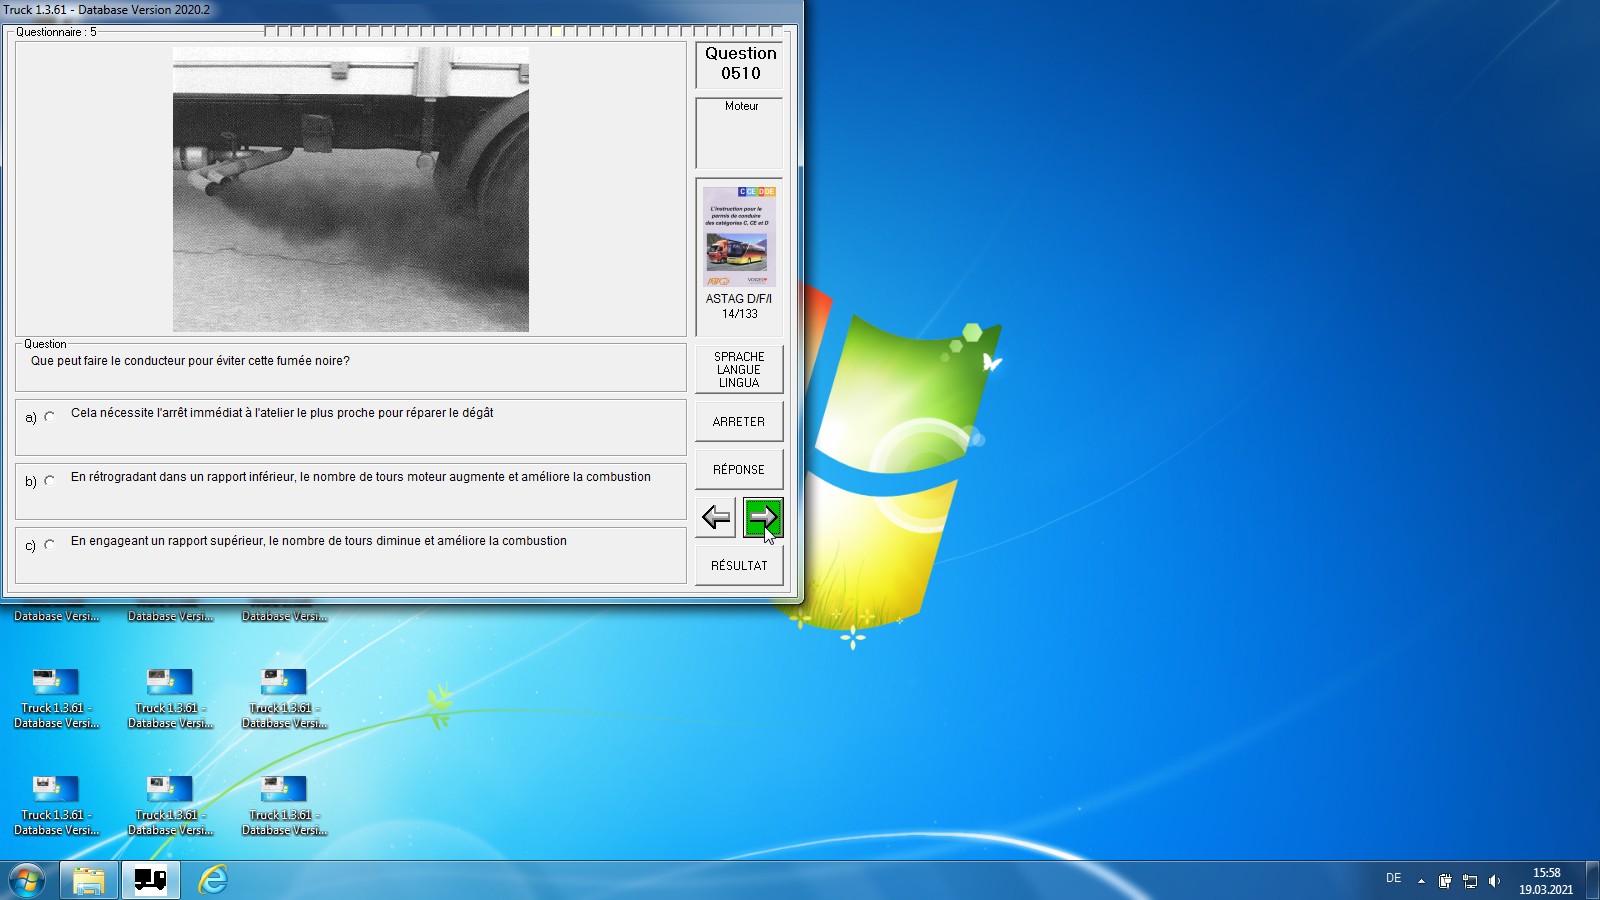 Truck 1.3.61 - Database Version 2020.2
Questionnaire : 5
Question
0510
Moteur
C CE D DE
L'instruction pour le
permis de conduire
des catégories C, CE et D
ASTAG D/F/I
14/133
Question
Que peut faire le conducteur pour éviter cette fumée noire?
a) Cela nécessite l'arrêt immédiat à l'atelier le plus proche pour réparer le dégât
b) En rétrogradant dans un rapport inférieur, le nombre de tours moteur augmente et améliore la combustion
c) En engageant un rapport supérieur, le nombre de tours diminue et améliore la combustion
SPRACHE
LANGUE
LINGUA
ARRETER
RÉPONSE
RÉSULTAT
Database Versi... Database Versi... Database Versi...
Truck 1.3.61 - Truck 1.3.61 - Truck 1.3.61 -
Database Versi... Database Versi... Database Versi...
Truck 1.3.61 - Truck 1.3.61 - Truck 1.3.61 -
Database Versi... Database Versi... Database Versi...
DE
15:58
19.03.2021